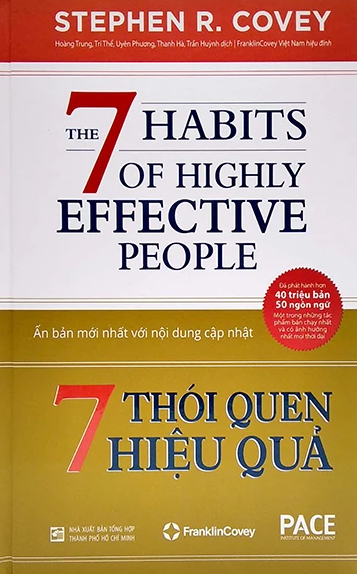 STEPHEN R. COVEY
Hoàng Trung, Trí Thể, Uyên Phương, Thanh Hà, Trần Huỳnh dịch | FranklinCovey Việt Nam hiệu đính
THE 7 HABITS
OF HIGHLY
EFFECTIVE
PEOPLE
Đã phát hành hơn
40 triệu bản
50 ngôn ngữ
Một trong những tác
phẩm bán chạy nhất
và có ảnh hưởng
nhất mọi thời đại
Ấn bản mới nhất với nội dung cập nhật
7 THÓI QUEN
HIỆU QUẢ
NHÀ XUẤT BẢN TỔNG HỢP
THÀNH PHỐ HỒ CHÍ MINH
FranklinCovey
PACE
INSTITUTE OF MANAGEMENT